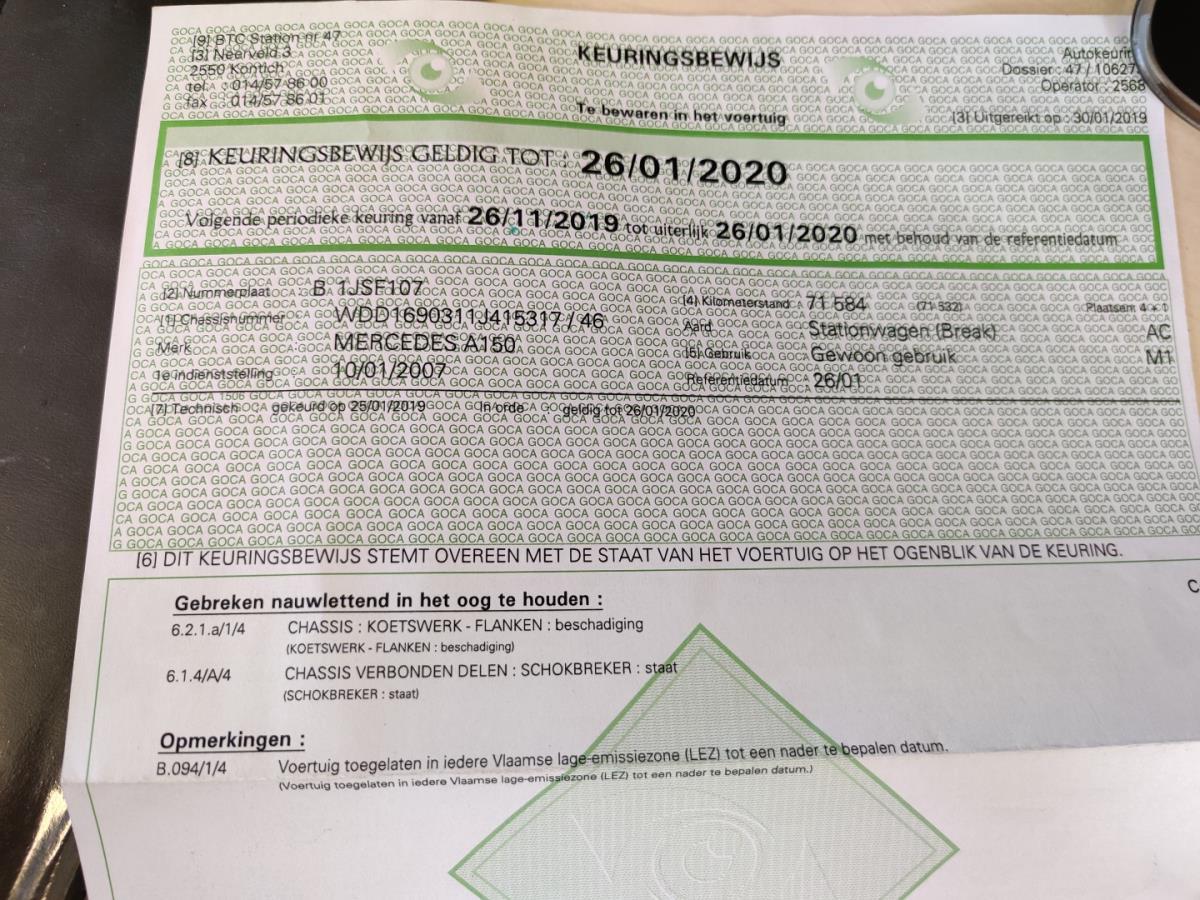 [9] BTC Station nr 47
[3] Neerveld 3
2550 Kontich
tel. : 014/57 86 00
fax : 014/57 86 01
KEURINGSBEWIJS
Te bewaren in het voertuig
Autokeurin
Dossier : 47 / 10627
Operator : 2568
[3] Uitgereikt op : 30/01/2019
[8] KEURINGSBEWIJS GELDIG TOT : 26/01/2020
Volgende periodieke keuring vanaf 26/11/2019 tot uiterlijk 26/01/2020 met behoud van de referentiedatum
[2] Nummerplaat B 1JSF107 [4] Kilometerstand 71 584 (71 532) Plaatsem 4 + 1
[1] Chassisnummer WDD1690311J415317 / 46 Aard Stationwagen (Break) AC
Merk MERCEDES A150 [5] Gebruik Gewoon gebruik M1
1e indienststelling 10/01/2007 Referentiedatum 26/01
[7] Technisch gekeurd op 25/01/2019 In orde geldig tot 26/01/2020
[6] DIT KEURINGSBEWIJS STEMT OVEREEN MET DE STAAT VAN HET VOERTUIG OP HET OGENBLIK VAN DE KEURING.
Gebreken nauwlettend in het oog te houden :
6.2.1.a/1/4 CHASSIS : KOETSWERK - FLANKEN : beschadiging
(KOETSWERK - FLANKEN : beschadiging)
6.1.4/A/4 CHASSIS VERBONDEN DELEN : SCHOKBREKER : staat
(SCHOKBREKER : staat)
Opmerkingen :
B.094/1/4 Voertuig toegelaten in iedere Vlaamse lage-emissiezone (LEZ) tot een nader te bepalen datum.
(Voertuig toegelaten in iedere Vlaamse lage-emissiezone (LEZ) tot een nader te bepalen datum.)